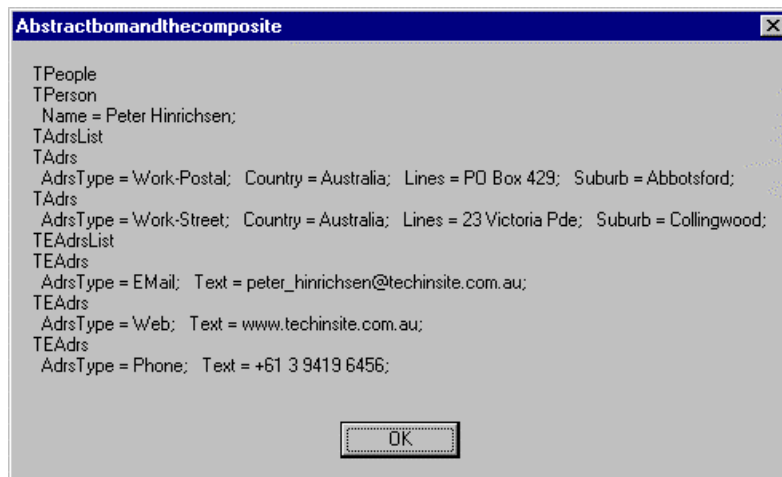 Abstractbomandthecomposite
TPeople
TPerson
Name = Peter Hinrichsen;
TAdrsList
TAdrs
AdrsType = Work-Postal; Country = Australia; Lines = PO Box 429; Suburb = Abbotsford;
TAdrs
AdrsType = Work-Street; Country = Australia; Lines = 23 Victoria Pde; Suburb = Collingwood;
TEAdrsList
TEAdrs
AdrsType = EMail; Text = peter_hinrichsen@techinsite.com.au;
TEAdrs
AdrsType = Web; Text = www.techinsite.com.au;
TEAdrs
AdrsType = Phone; Text = +61 3 9419 6456;
OK